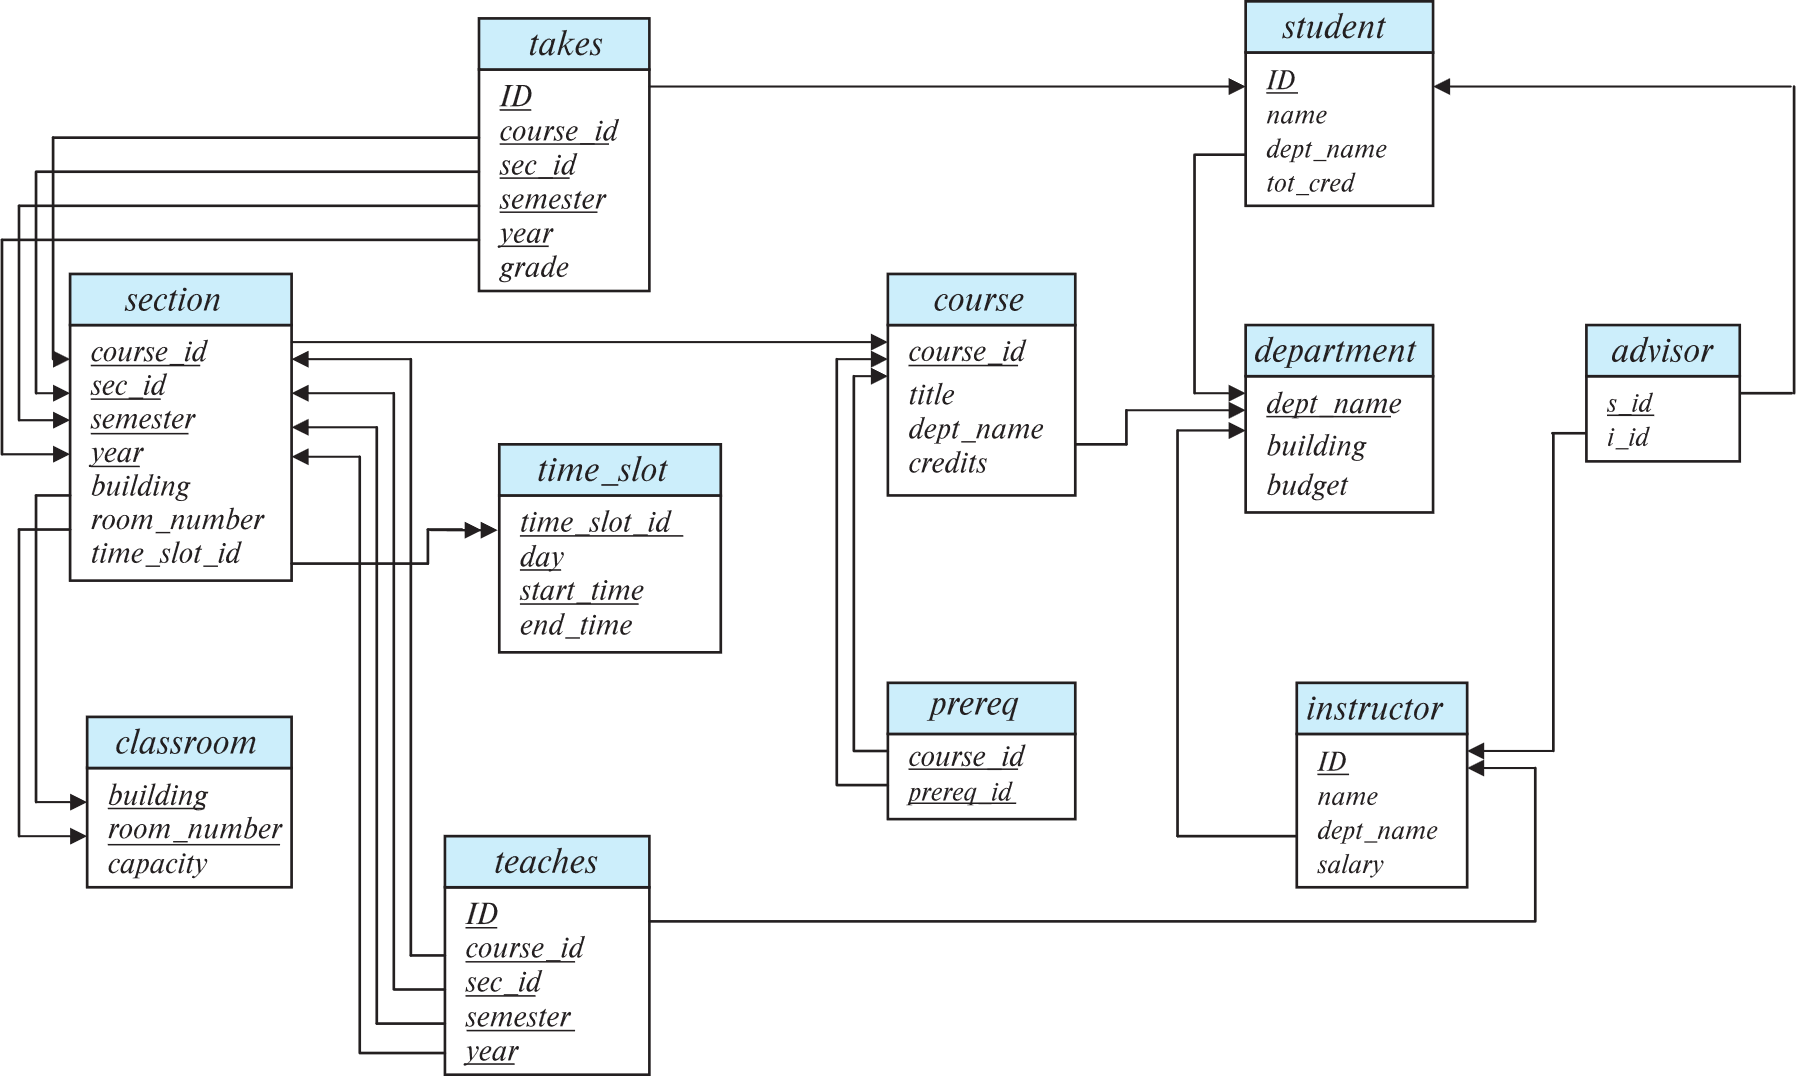 takes
ID
course_id
sec_id
semester
year
grade
student
ID
name
dept_name
tot_cred
section
course_id
sec_id
semester
year
building
room_number
time_slot_id
course
course_id
title
dept_name
credits
department
dept_name
building
budget
advisor
s_id
i_id
time_slot
time_slot_id
day
start_time
end_time
prereq
course_id
prereq_id
instructor
ID
name
dept_name
salary
classroom
building
room_number
capacity
teaches
ID
course_id
sec_id
semester
year